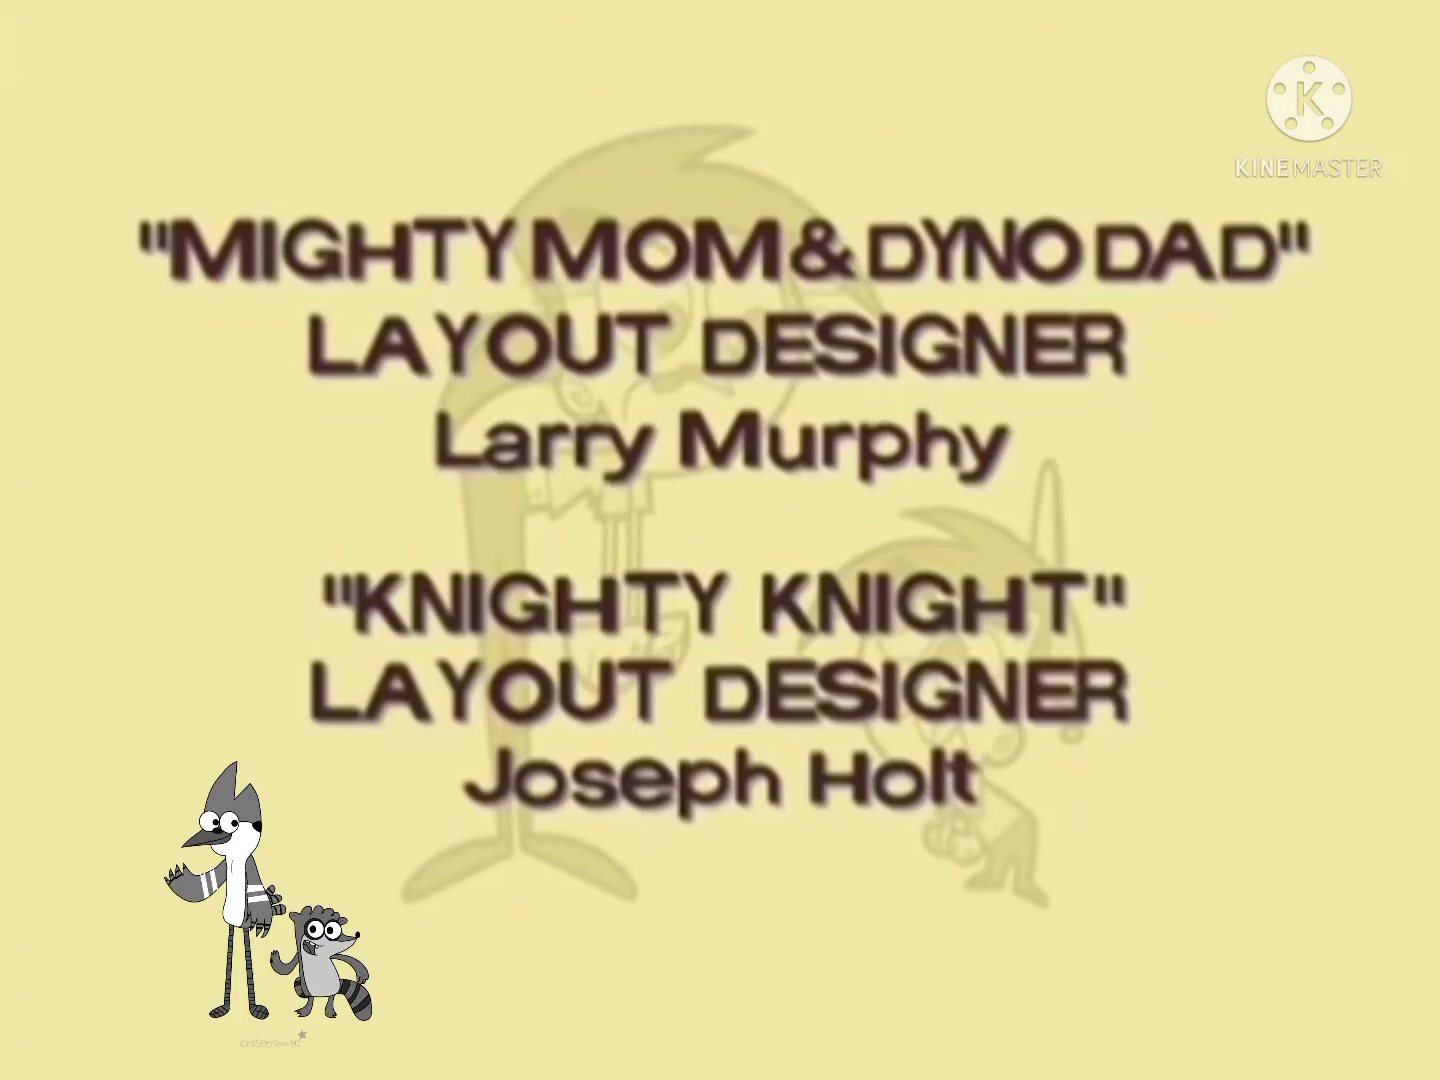 K
KINEMASTER
"MIGHTY MOM & DYNO DAD"
LAYOUT DESIGNER
Larry Murphy
"KNIGHTY KNIGHT"
LAYOUT DESIGNER
Joseph Holt